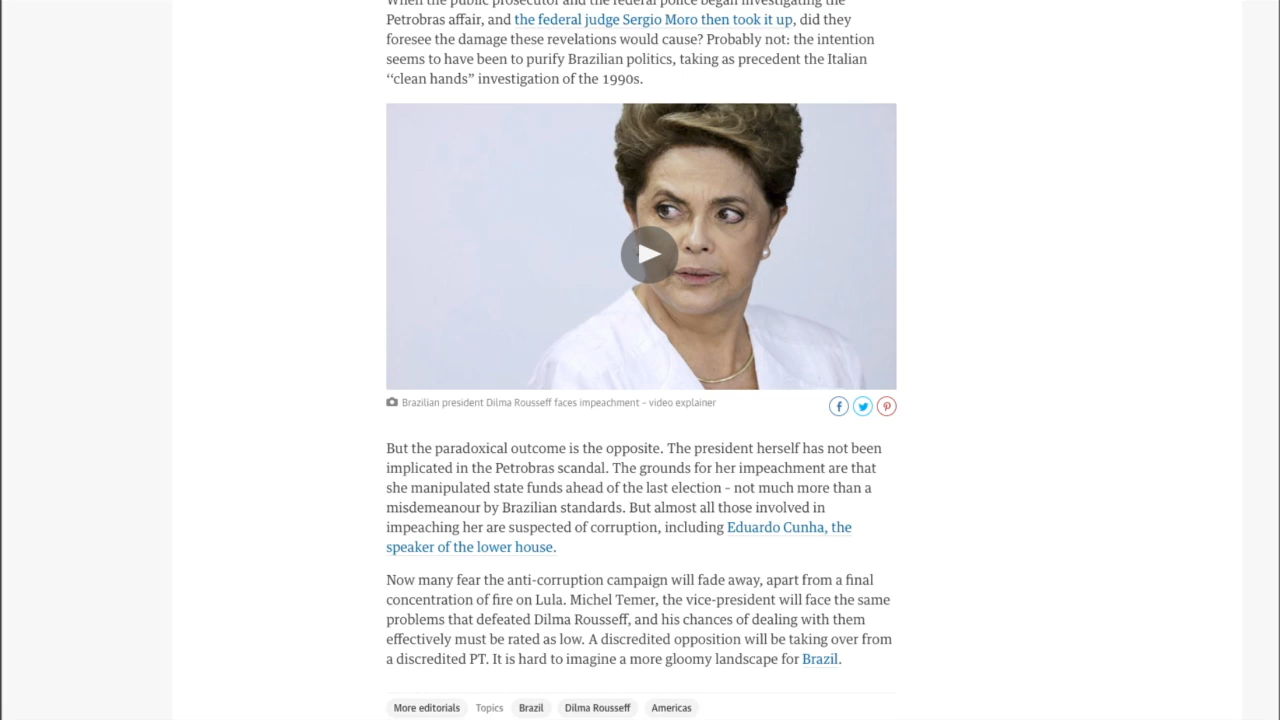 When the public prosecutor and the federal police began investigating the
Petrobras affair, and the federal judge Sergio Moro then took it up, did they
foresee the damage these revelations would cause? Probably not: the intention
seems to have been to purify Brazilian politics, taking as precedent the Italian
“clean hands” investigation of the 1990s.
Brazilian president Dilma Rousseff faces impeachment – video explainer
But the paradoxical outcome is the opposite. The president herself has not been
implicated in the Petrobras scandal. The grounds for her impeachment are that
she manipulated state funds ahead of the last election – not much more than a
misdemeanour by Brazilian standards. But almost all those involved in
impeaching her are suspected of corruption, including Eduardo Cunha, the
speaker of the lower house.
Now many fear the anti-corruption campaign will fade away, apart from a final
concentration of fire on Lula. Michel Temer, the vice-president will face the same
problems that defeated Dilma Rousseff, and his chances of dealing with them
effectively must be rated as low. A discredited opposition will be taking over from
a discredited PT. It is hard to imagine a more gloomy landscape for Brazil.
More editorials Topics Brazil Dilma Rousseff Americas